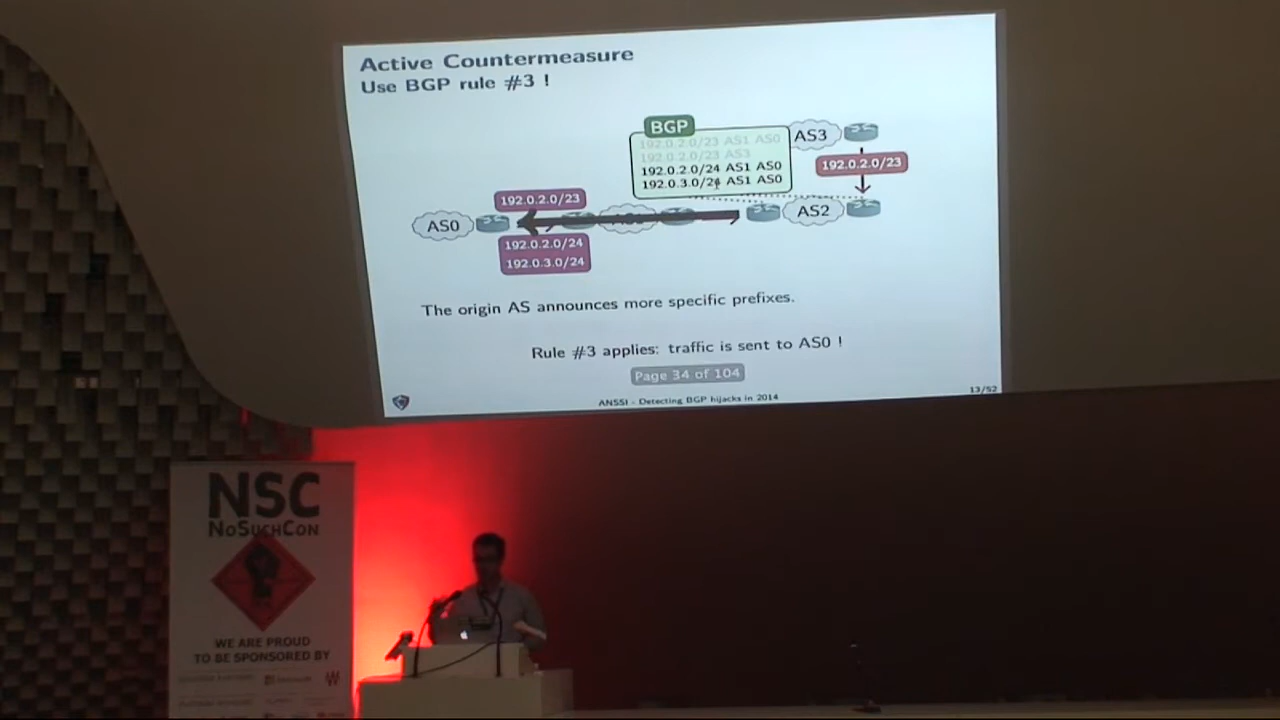 Active Countermeasure
Use BGP rule #3 !
BGP
192.0.2.0/23 AS1 AS0
192.0.2.0/23 AS3
192.0.2.0/24 AS1 AS0
192.0.3.0/24 AS1 AS0
AS3
192.0.2.0/23
192.0.2.0/23
AS0
AS2
192.0.2.0/24
192.0.3.0/24
The origin AS announces more specific prefixes.
Rule #3 applies: traffic is sent to AS0 !
Page 34 of 104
ANSSI - Detecting BGP hijacks in 2014
13/52
NSC
NoSuchCon
WE ARE PROUD
TO BE SPONSORED BY